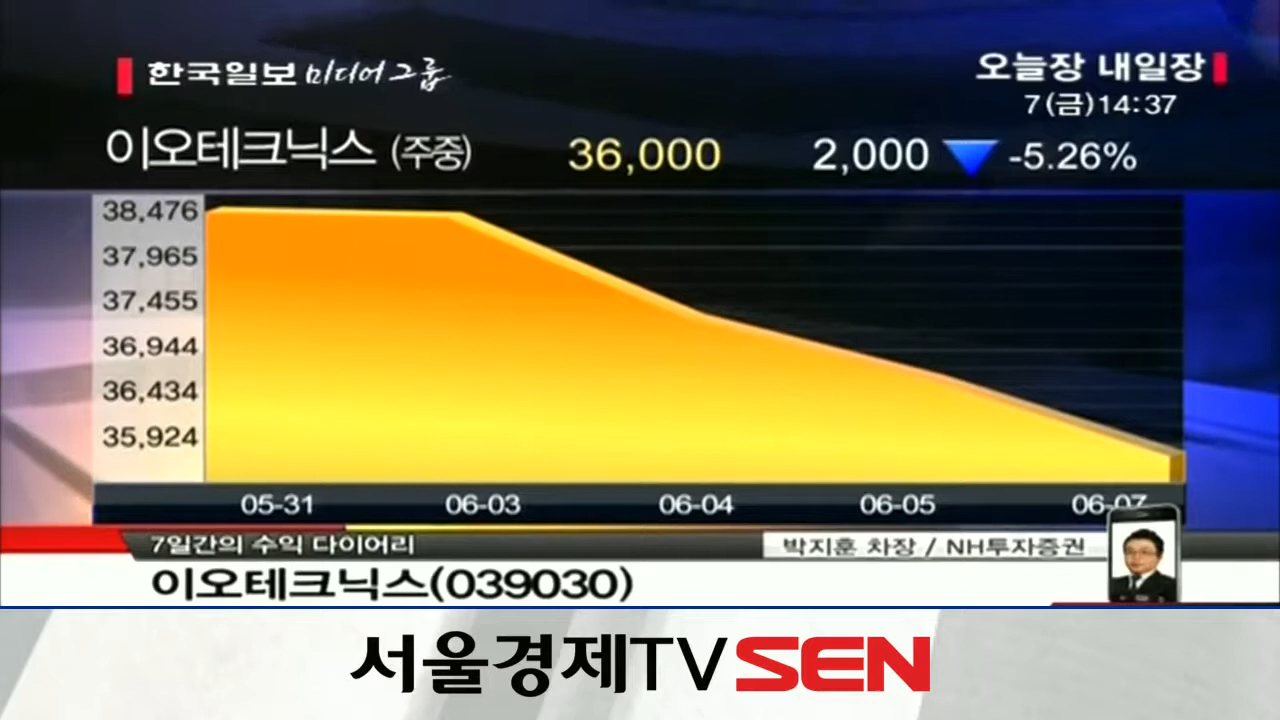 한국일보 미디어그룹
오늘장 내일장
7(금)14:37
이오테크닉스 (주중) 36,000 2,000 ▼ -5.26%
38,476
37,965
37,455
36,944
36,434
35,924
05-31 06-03 06-04 06-05 06-07
7일간의 수익 다이어리
박지훈 차장 / NH투자증권
이오테크닉스(039030)
서울경제TV SEN